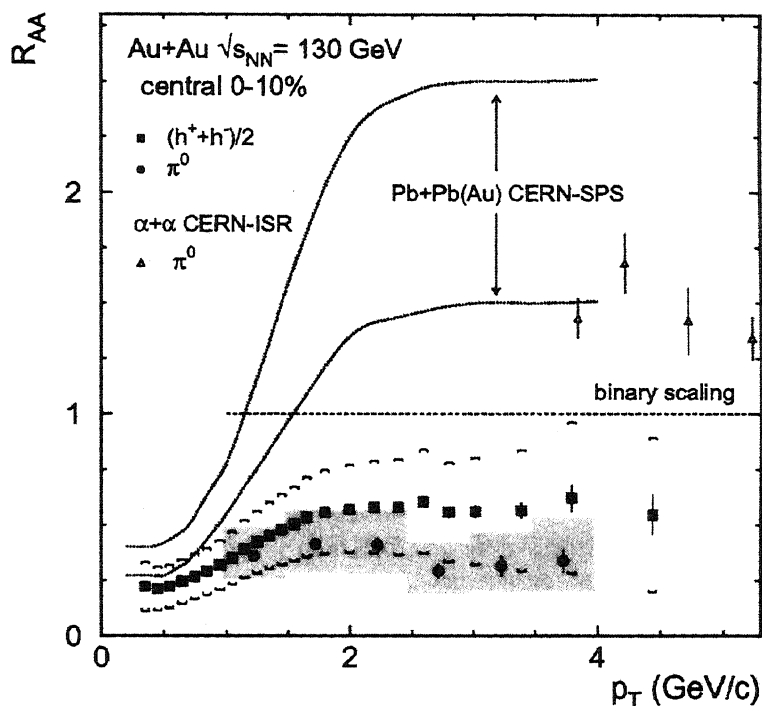 R_AA
Au+Au √s_NN= 130 GeV
central 0-10%
(h⁺+h⁻)/2
π⁰
α+α CERN-ISR
π⁰
Pb+Pb(Au) CERN-SPS
binary scaling
2
1
0
0
2
4
p_T (GeV/c)